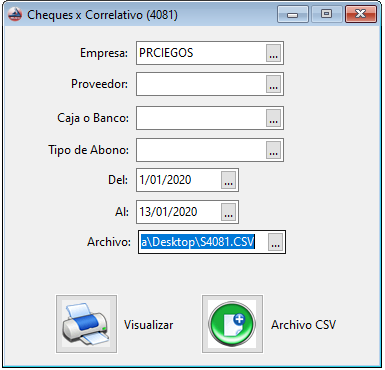 Cheques x Correlativo (4081)
Empresa: PRCIEGOS ...
Proveedor: ...
Caja o Banco: ...
Tipo de Abono: ...
Del: 1/01/2020 ...
Al: 13/01/2020 ...
Archivo: a\Desktop\S4081.CSV ...
Visualizar Archivo CSV